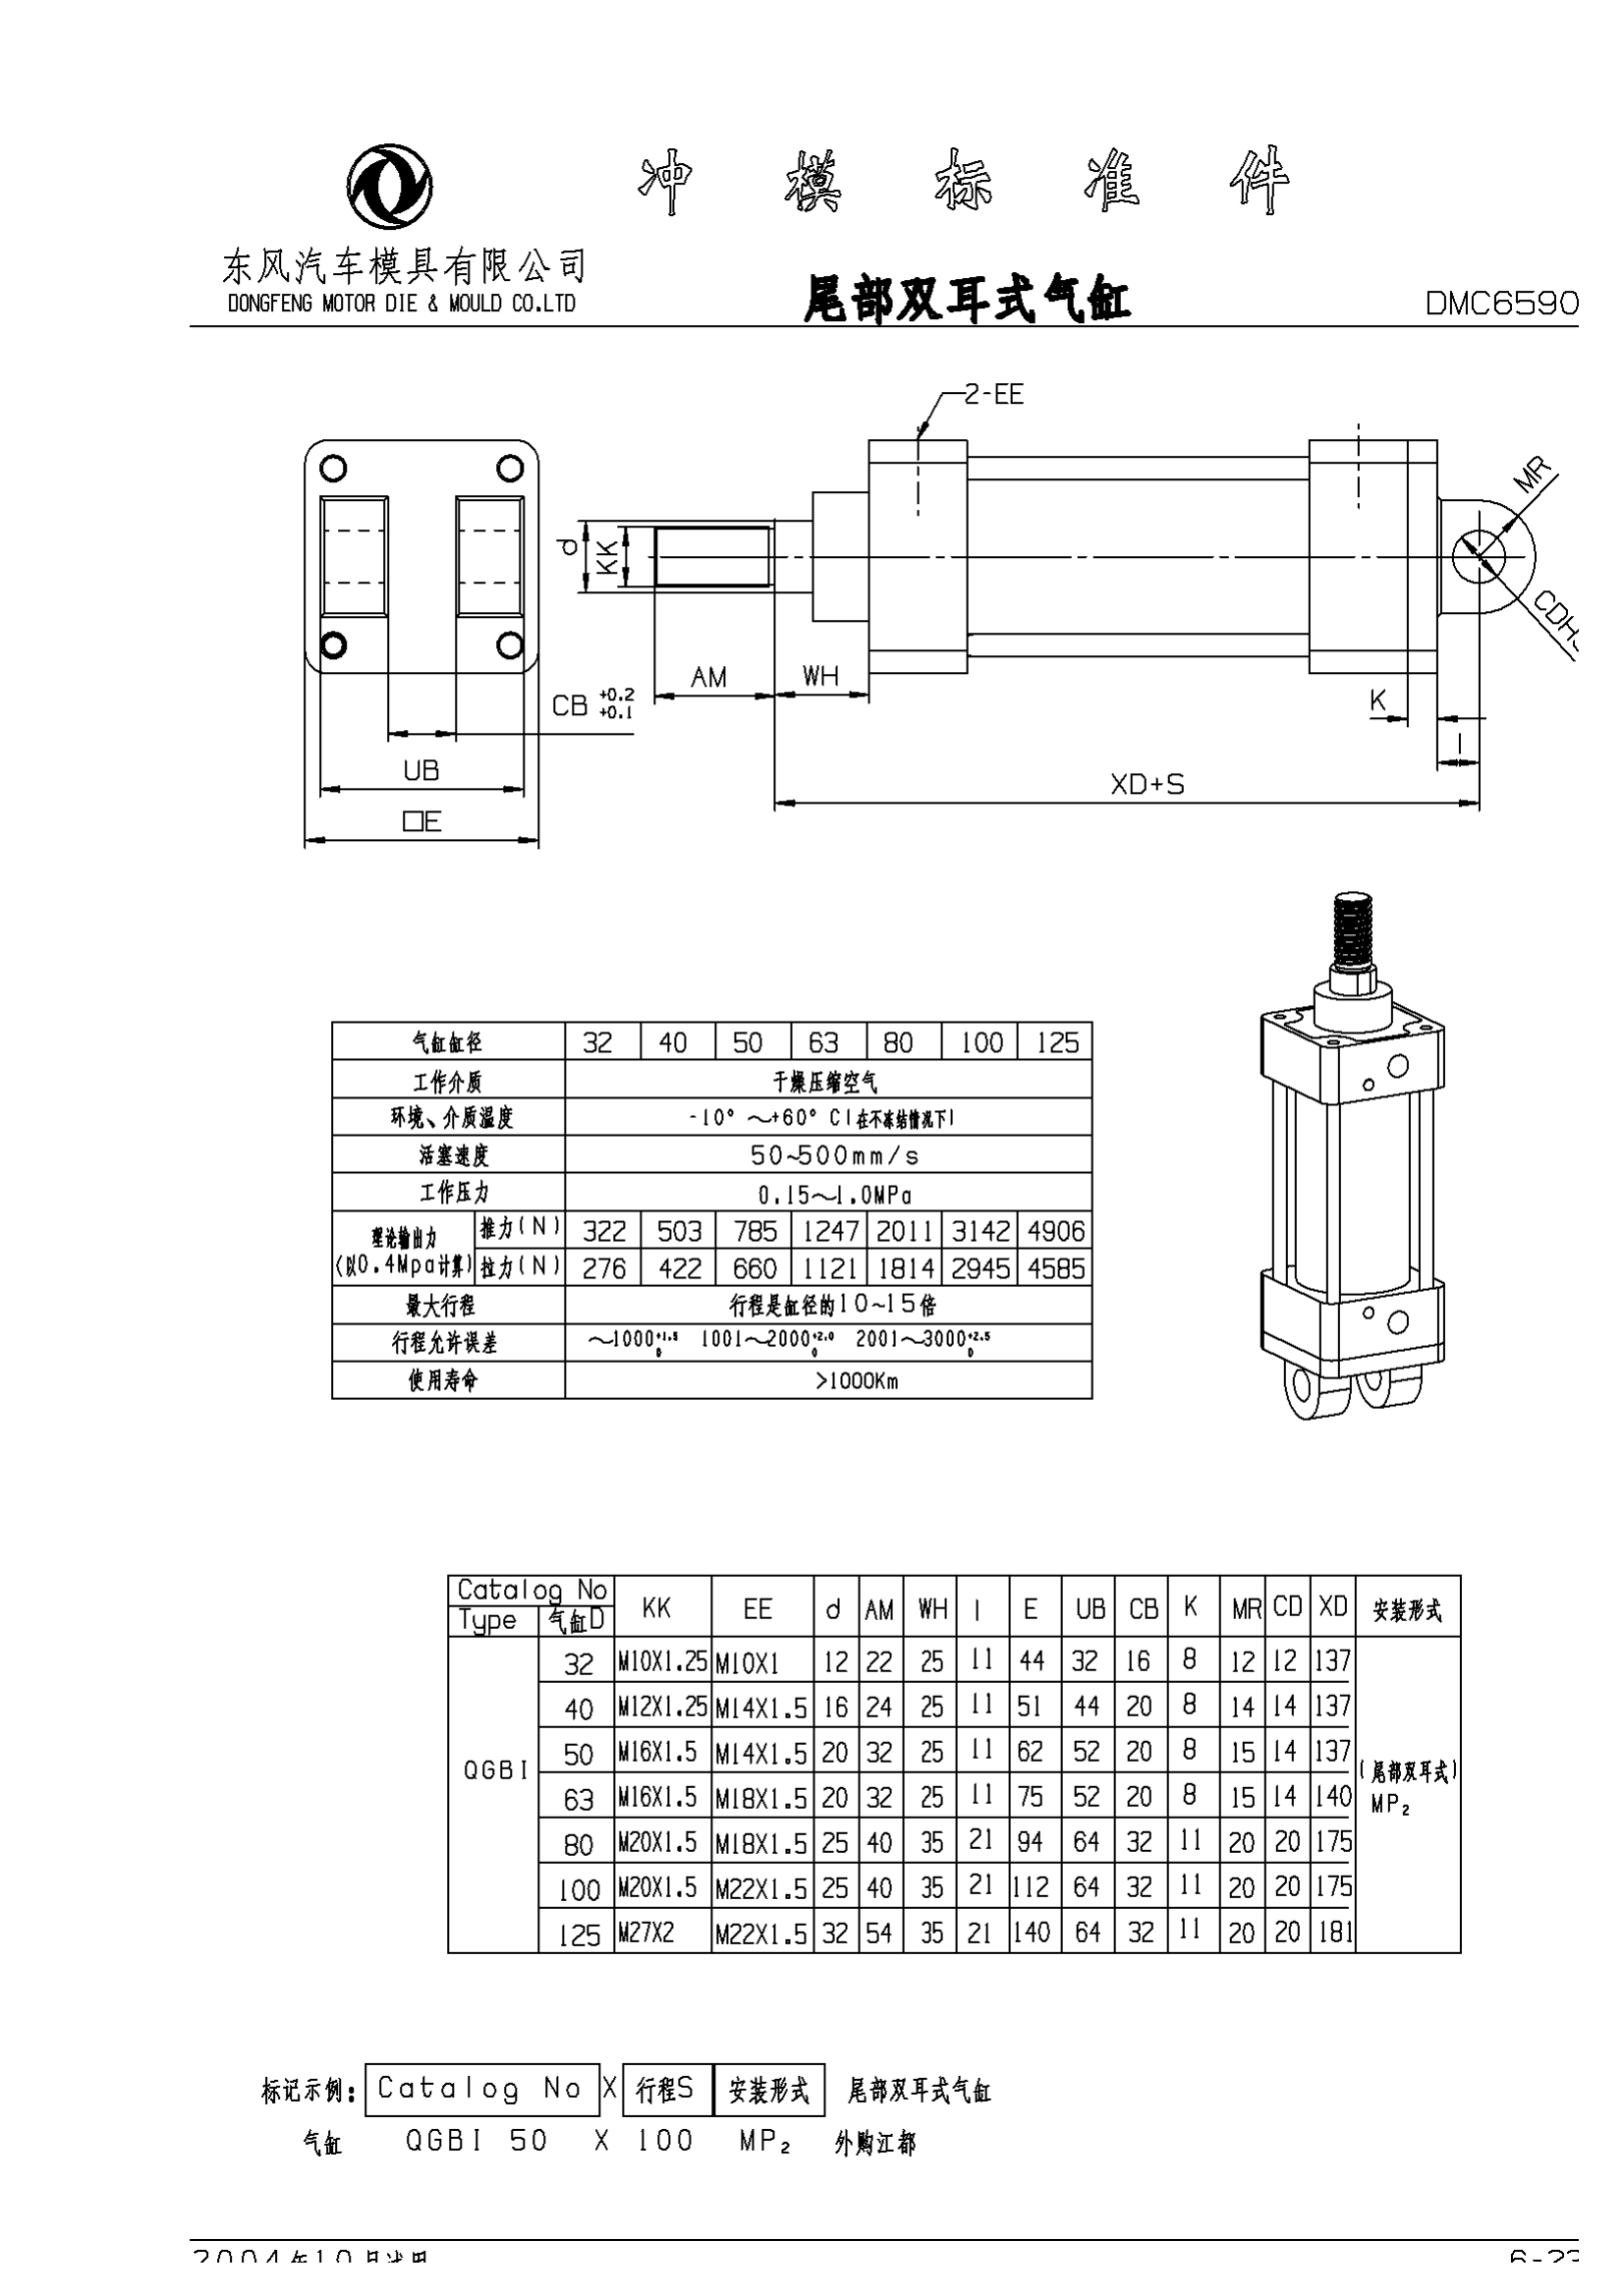 冲模标准件
东风汽车模具有限公司
DONGFENG MOTOR DIE & MOULD CO.LTD
尾部双耳式气缸
DMC6590
2-EE
MR
d
KK
CDH
AM
WH
CB +0.2 +0.1
K
I
UB
XD+S
□E
气缸缸径 32 40 50 63 80 100 125
工作介质 干燥压缩空气
环境、介质温度 -10° ～+60° C(在不冻结情况下)
活塞速度 50~500mm/s
工作压力 0.15～1.0MPa
理论输出力
(以0.4Mpa计算)
推力(N) 322 503 785 1247 2011 3142 4906
拉力(N) 276 422 660 1121 1814 2945 4585
最大行程 行程是缸径的10~15倍
行程允许误差 ～1000 +1.5 0 1001～2000 +2.0 0 2001～3000 +2.5 0
使用寿命 >1000Km
Catalog No KK EE d AM WH I E UB CB K MR CD XD 安装形式
Type 气缸D
32 M10X1.25 M10X1 12 22 25 11 44 32 16 8 12 12 137
40 M12X1.25 M14X1.5 16 24 25 11 51 44 20 8 14 14 137
50 M16X1.5 M14X1.5 20 32 25 11 62 52 20 8 15 14 137
QGBI
(尾部双耳式)
MP₂
63 M16X1.5 M18X1.5 20 32 25 11 75 52 20 8 15 14 140
80 M20X1.5 M18X1.5 25 40 35 21 94 64 32 11 20 20 175
100 M20X1.5 M22X1.5 25 40 35 21 112 64 32 11 20 20 175
125 M27X2 M22X1.5 32 54 35 21 140 64 32 11 20 20 181
标记示例: Catalog No X 行程S 安装形式 尾部双耳式气缸
气缸 QGBI 50 X 100 MP₂ 外购江都
2004年10月